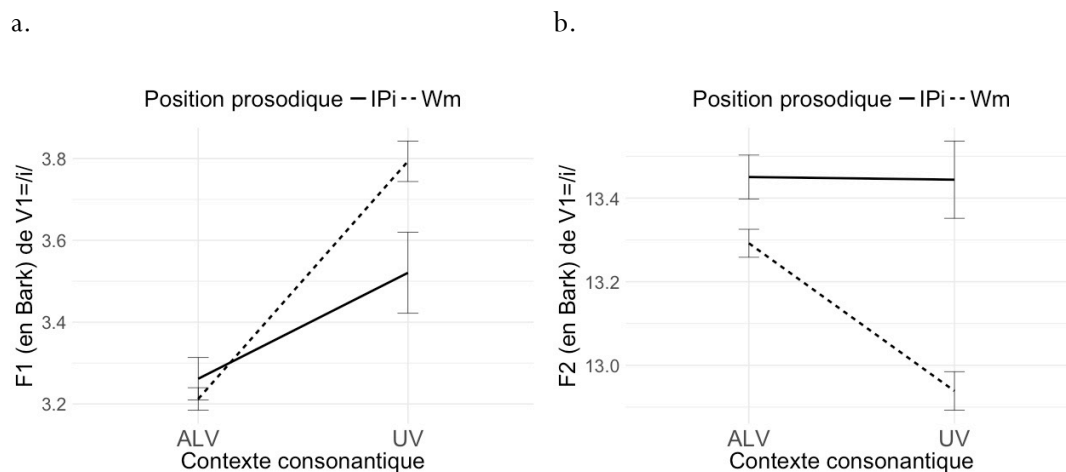 a.
b.
Position prosodique IPi Wm
F1 (en Bark) de V1=/i/
3.8
3.6
3.4
3.2
ALV UV
Contexte consonantique
Position prosodique IPi Wm
F2 (en Bark) de V1=/i/
13.4
13.2
13.0
ALV UV
Contexte consonantique